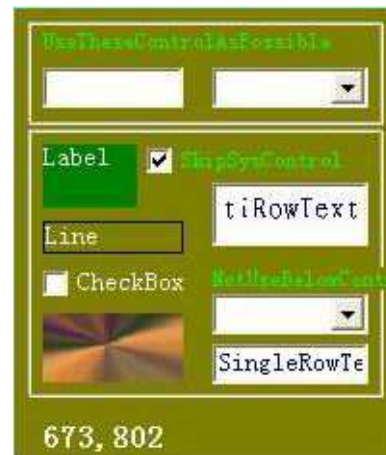 UseTheseControlAsPossible
Label
SkipSysControl
tiRowText
Line
CheckBox
NotUseBelowCont
SingleRowTe
673,802